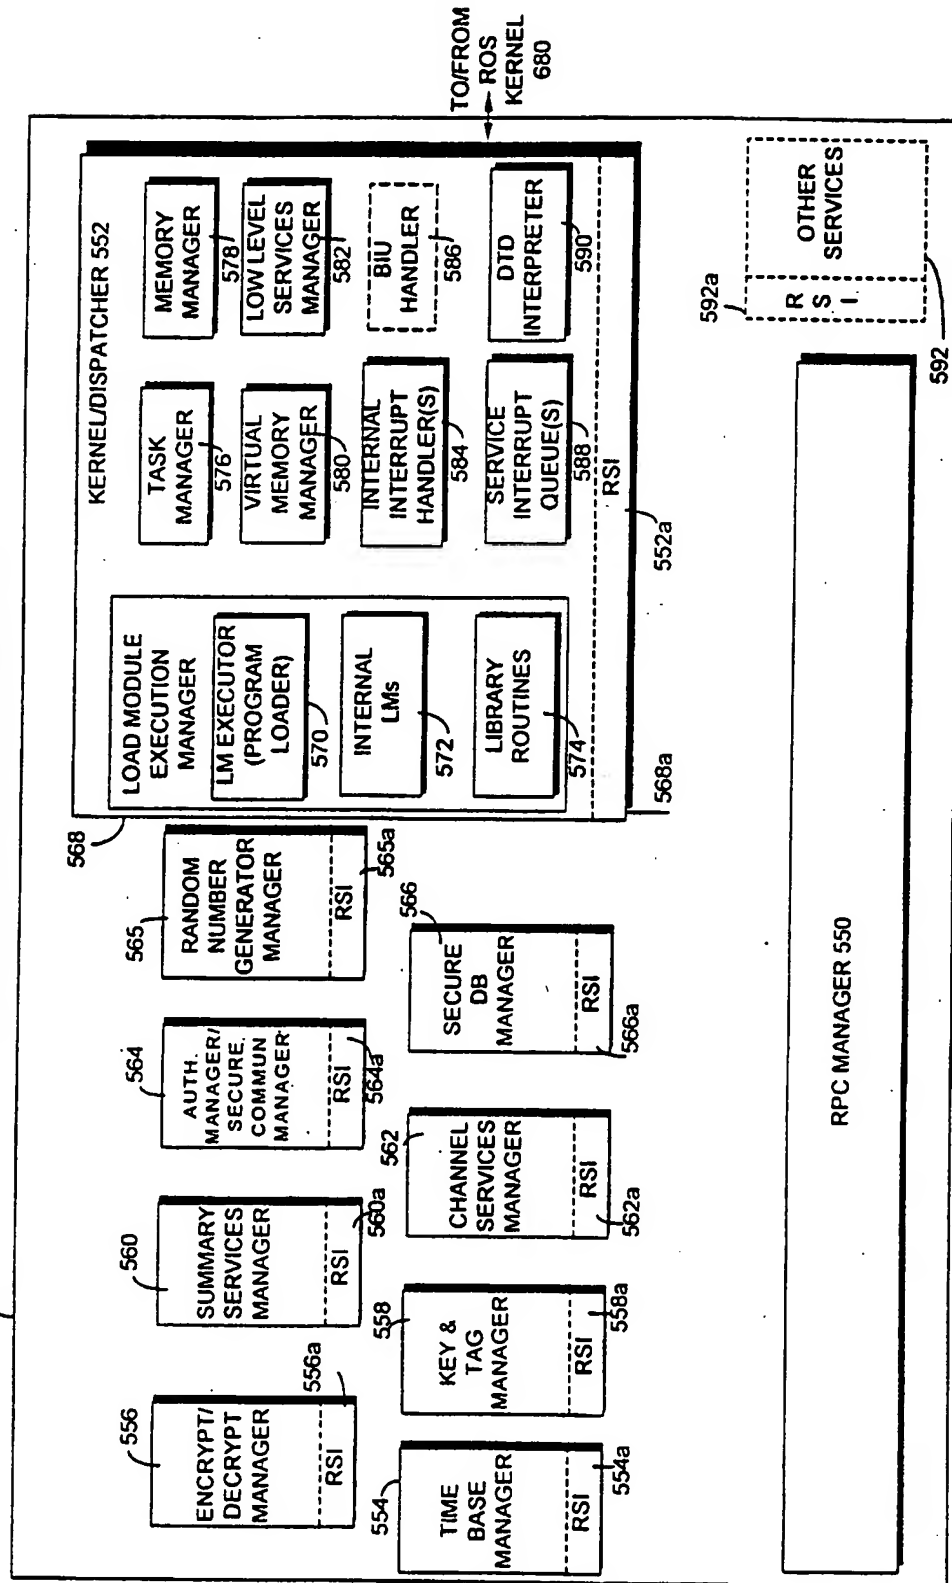 TO/FROM
ROS
KERNEL
680
KERNEL/DISPATCHER 552
568
LOAD MODULE
EXECUTION
MANAGER
LM EXECUTOR
(PROGRAM
LOADER)
570
INTERNAL
LMs
572
LIBRARY
ROUTINES
574
568a
TASK
MANAGER
576
MEMORY
MANAGER
578
VIRTUAL
MEMORY
MANAGER
580
LOW LEVEL
SERVICES
MANAGER
582
INTERNAL
INTERRUPT
HANDLER(S)
584
BIU
HANDLER
586
SERVICE
INTERRUPT
QUEUE(S)
588
DTD
INTERPRETER
590
RSI
552a
556
ENCRYPT/
DECRYPT
MANAGER
RSI
556a
560
SUMMARY
SERVICES
MANAGER
RSI
560a
564
AUTH.
MANAGER/
SECURE
COMMUN
MANAGER
RSI
564a
565
RANDOM
NUMBER
GENERATOR
MANAGER
RSI
565a
554
TIME
BASE
MANAGER
RSI
554a
558
KEY &
TAG
MANAGER
RSI
558a
562
CHANNEL
SERVICES
MANAGER
RSI
562a
566
SECURE
DB
MANAGER
RSI
566a
592a
R
S
I
OTHER
SERVICES
592
RPC MANAGER 550